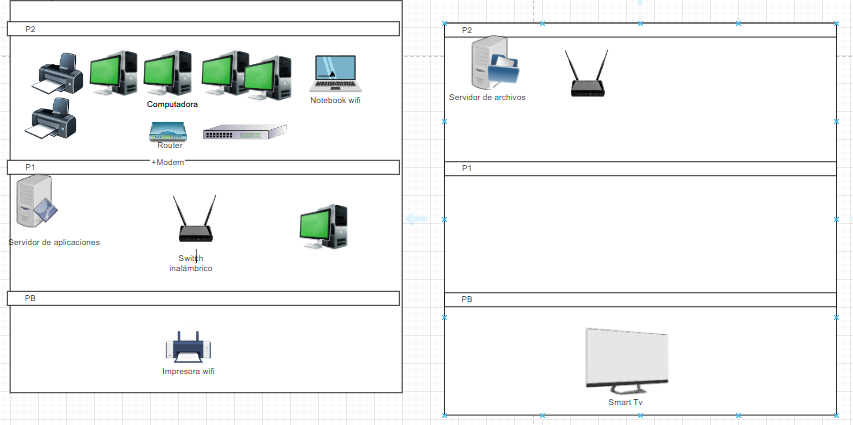 P2
Computadora
Notebook wifi
Router
+Modem
P1
Servidor de aplicaciones
Switch
inalámbrico
PB
Impresora wifi
P2
Servidor de archivos
P1
PB
Smart Tv